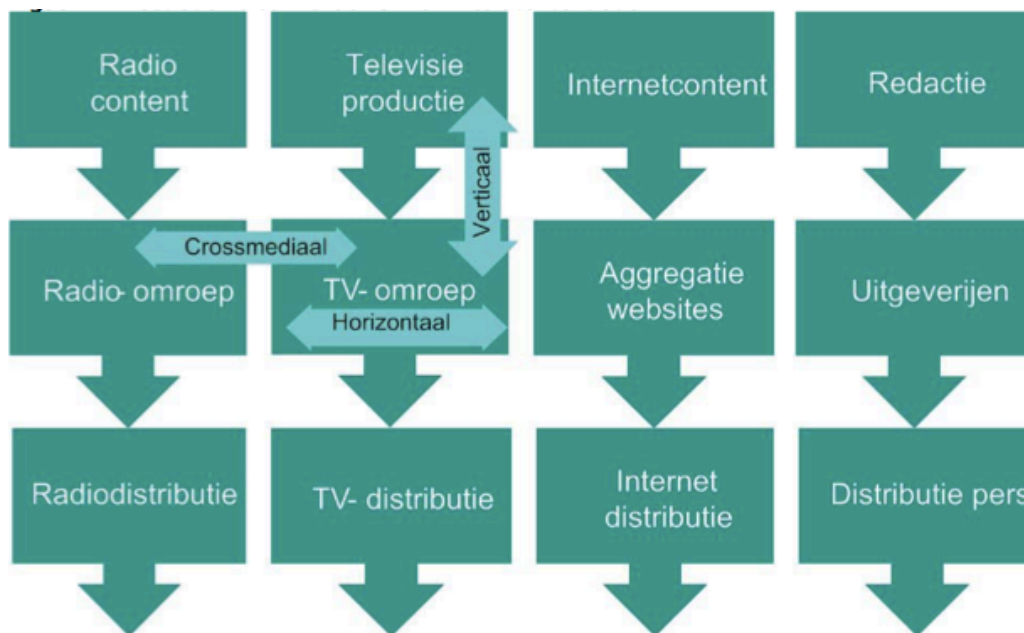 Radio
content
Televisie
productie
Internetcontent
Redactie
Verticaal
Crossmediaal
Radio- omroep
TV- omroep
Horizontaal
Aggregatie
websites
Uitgeverijen
Radiodistributie
TV- distributie
Internet
distributie
Distributie pers